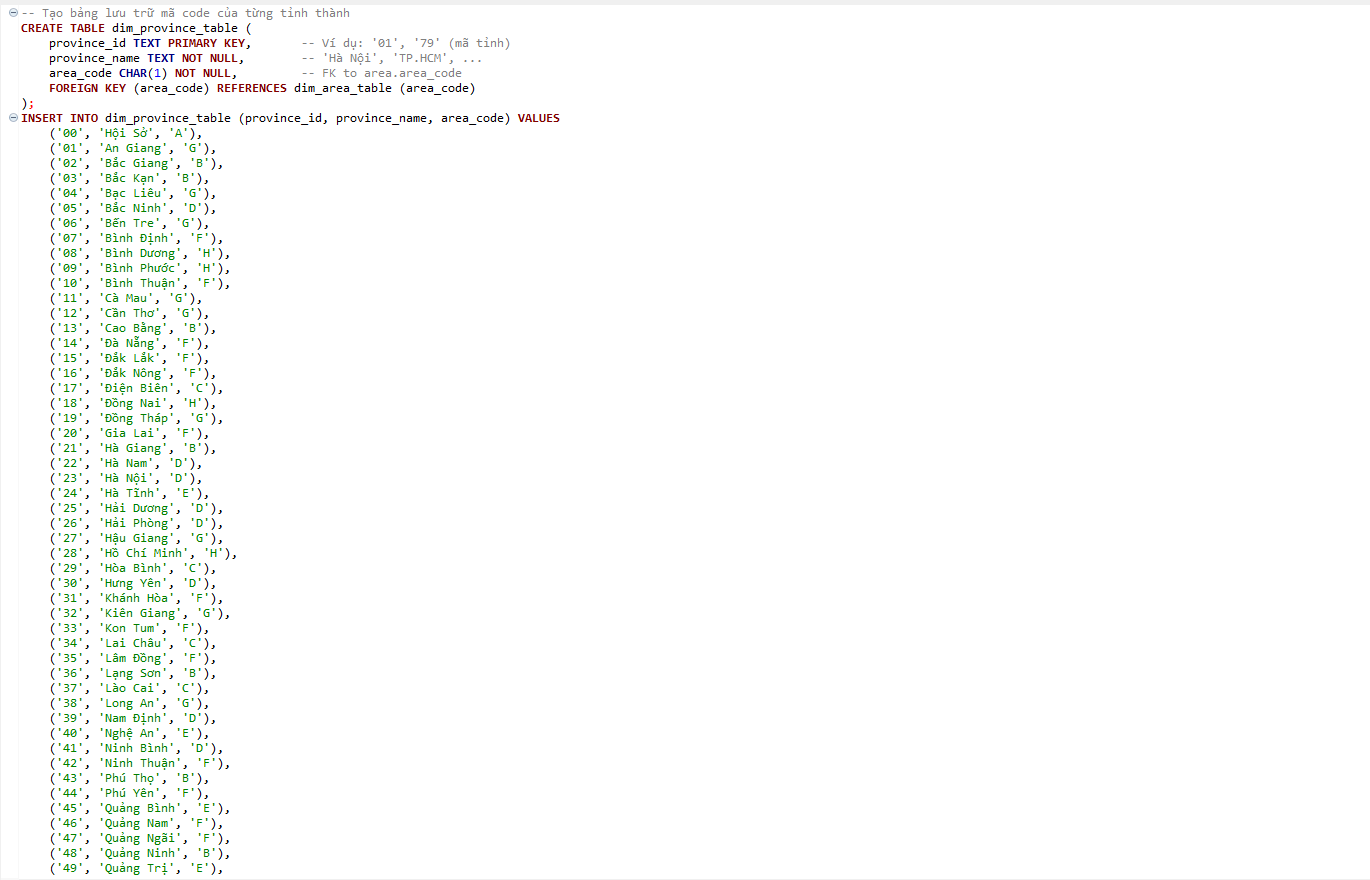 -- Tạo bảng lưu trữ mã code của từng tỉnh thành
CREATE TABLE dim_province_table (
    province_id TEXT PRIMARY KEY,       -- Ví dụ: '01', '79' (mã tỉnh)
    province_name TEXT NOT NULL,        -- 'Hà Nội', 'TP.HCM', ...
    area_code CHAR(1) NOT NULL,         -- FK to area.area_code
    FOREIGN KEY (area_code) REFERENCES dim_area_table (area_code)
);
INSERT INTO dim_province_table (province_id, province_name, area_code) VALUES
    ('00', 'Hội Sở', 'A'),
    ('01', 'An Giang', 'G'),
    ('02', 'Bắc Giang', 'B'),
    ('03', 'Bắc Kạn', 'B'),
    ('04', 'Bạc Liêu', 'G'),
    ('05', 'Bắc Ninh', 'D'),
    ('06', 'Bến Tre', 'G'),
    ('07', 'Bình Định', 'F'),
    ('08', 'Bình Dương', 'H'),
    ('09', 'Bình Phước', 'H'),
    ('10', 'Bình Thuận', 'F'),
    ('11', 'Cà Mau', 'G'),
    ('12', 'Cần Thơ', 'G'),
    ('13', 'Cao Bằng', 'B'),
    ('14', 'Đà Nẵng', 'F'),
    ('15', 'Đắk Lắk', 'F'),
    ('16', 'Đắk Nông', 'F'),
    ('17', 'Điện Biên', 'C'),
    ('18', 'Đồng Nai', 'H'),
    ('19', 'Đồng Tháp', 'G'),
    ('20', 'Gia Lai', 'F'),
    ('21', 'Hà Giang', 'B'),
    ('22', 'Hà Nam', 'D'),
    ('23', 'Hà Nội', 'D'),
    ('24', 'Hà Tĩnh', 'E'),
    ('25', 'Hải Dương', 'D'),
    ('26', 'Hải Phòng', 'D'),
    ('27', 'Hậu Giang', 'G'),
    ('28', 'Hồ Chí Minh', 'H'),
    ('29', 'Hòa Bình', 'C'),
    ('30', 'Hưng Yên', 'D'),
    ('31', 'Khánh Hòa', 'F'),
    ('32', 'Kiên Giang', 'G'),
    ('33', 'Kon Tum', 'F'),
    ('34', 'Lai Châu', 'C'),
    ('35', 'Lâm Đồng', 'F'),
    ('36', 'Lạng Sơn', 'B'),
    ('37', 'Lào Cai', 'C'),
    ('38', 'Long An', 'G'),
    ('39', 'Nam Định', 'D'),
    ('40', 'Nghệ An', 'E'),
    ('41', 'Ninh Bình', 'D'),
    ('42', 'Ninh Thuận', 'F'),
    ('43', 'Phú Thọ', 'B'),
    ('44', 'Phú Yên', 'F'),
    ('45', 'Quảng Bình', 'E'),
    ('46', 'Quảng Nam', 'F'),
    ('47', 'Quảng Ngãi', 'F'),
    ('48', 'Quảng Ninh', 'B'),
    ('49', 'Quảng Trị', 'E'),